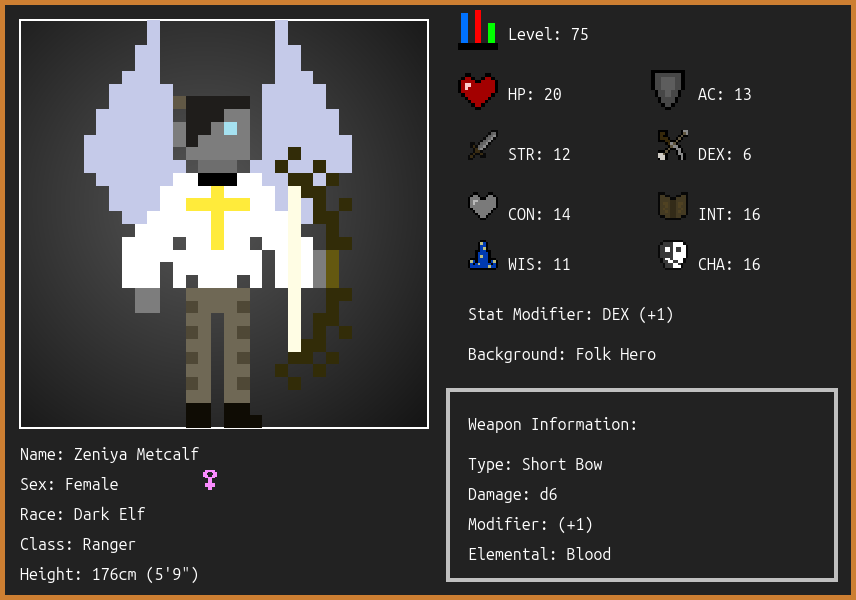 Level: 75
HP: 20
AC: 13
STR: 12
DEX: 6
CON: 14
INT: 16
WIS: 11
CHA: 16
Stat Modifier: DEX (+1)
Background: Folk Hero
Weapon Information:
Type: Short Bow
Damage: d6
Modifier: (+1)
Elemental: Blood
Name: Zeniya Metcalf
Sex: Female
Race: Dark Elf
Class: Ranger
Height: 176cm (5'9")